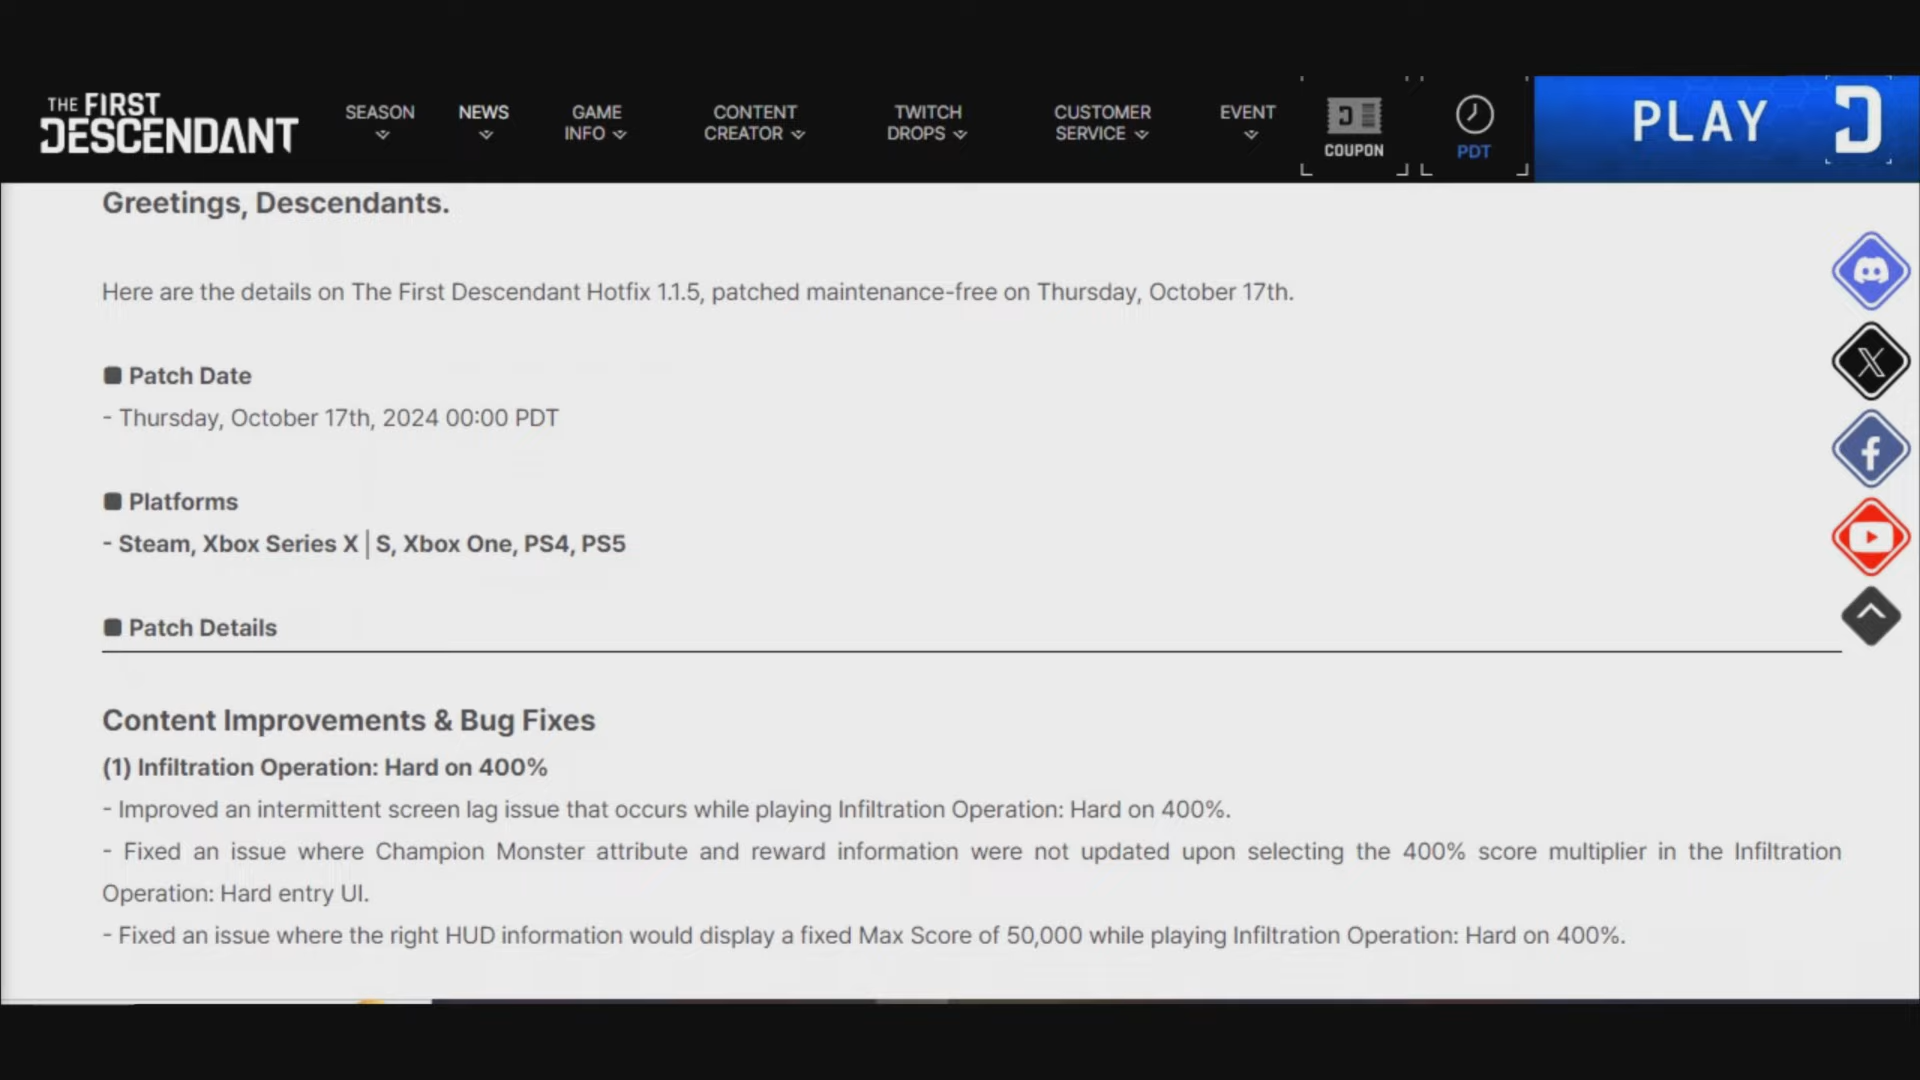 THE FIRST
DESCENDANT
SEASON
NEWS
GAME
INFO
CONTENT
CREATOR
TWITCH
DROPS
CUSTOMER
SERVICE
EVENT
COUPON
PDT
PLAY
Greetings, Descendants.
Here are the details on The First Descendant Hotfix 1.1.5, patched maintenance-free on Thursday, October 17th.
Patch Date
- Thursday, October 17th, 2024 00:00 PDT
Platforms
- Steam, Xbox Series X│S, Xbox One, PS4, PS5
Patch Details
Content Improvements & Bug Fixes
(1) Infiltration Operation: Hard on 400%
- Improved an intermittent screen lag issue that occurs while playing Infiltration Operation: Hard on 400%.
- Fixed an issue where Champion Monster attribute and reward information were not updated upon selecting the 400% score multiplier in the Infiltration
Operation: Hard entry UI.
- Fixed an issue where the right HUD information would display a fixed Max Score of 50,000 while playing Infiltration Operation: Hard on 400%.